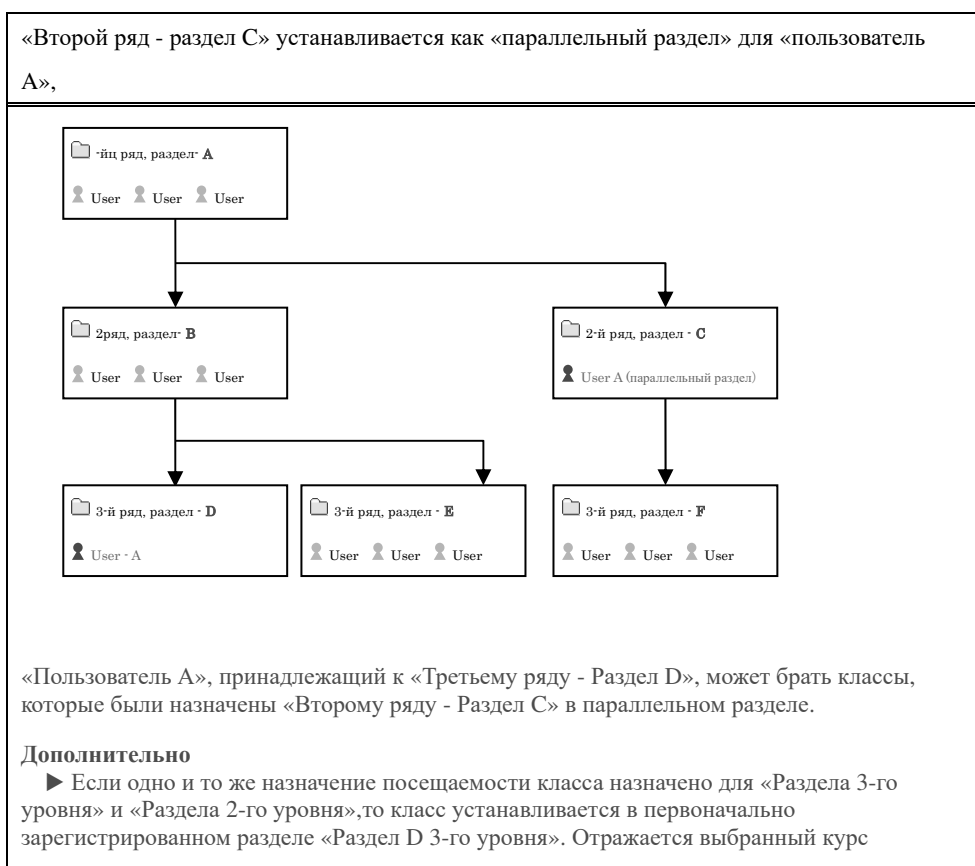 «Второй ряд - раздел С» устанавливается как «параллельный раздел» для «пользователь
А»,
-йц ряд, раздел- A
User User User
2ряд, раздел- B
User User User
2-й ряд, раздел - C
User A (параллельный раздел)
3-й ряд, раздел - D
User - A
3-й ряд, раздел - E
User User User
3-й ряд, раздел - F
User User User
«Пользователь А», принадлежащий к «Третьему ряду - Раздел D», может брать классы,
которые были назначены «Второму ряду - Раздел С» в параллельном разделе.
Дополнительно
▶ Если одно и то же назначение посещаемости класса назначено для «Раздела 3-го
уровня» и «Раздела 2-го уровня»,то класс устанавливается в первоначально
зарегистрированном разделе «Раздел D 3-го уровня». Отражается выбранный курс